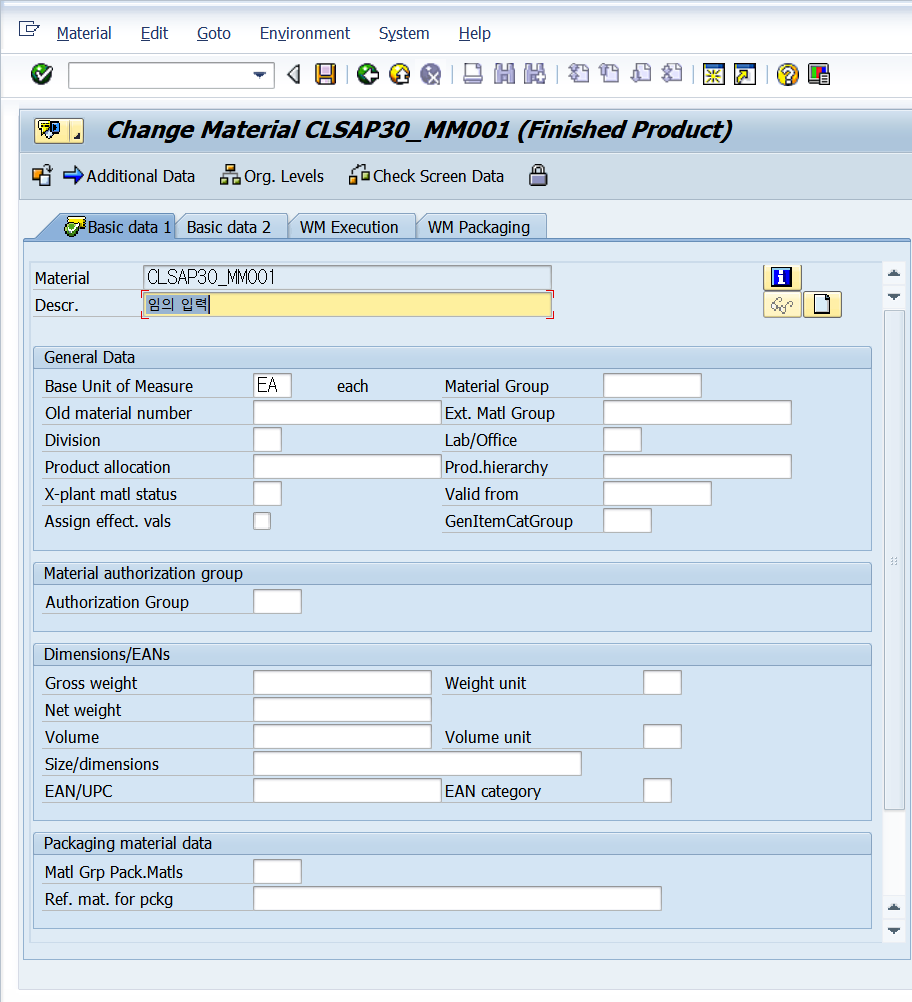 Material Edit Goto Environment System Help
Change Material CLSAP30_MM001 (Finished Product)
Additional Data Org. Levels Check Screen Data
Basic data 1 Basic data 2 WM Execution WM Packaging
Material CLSAP30_MM001
Descr. 임의 입력
General Data
Base Unit of Measure EA each Material Group
Old material number Ext. Matl Group
Division Lab/Office
Product allocation Prod.hierarchy
X-plant matl status Valid from
Assign effect. vals GenItemCatGroup
Material authorization group
Authorization Group
Dimensions/EANs
Gross weight Weight unit
Net weight
Volume Volume unit
Size/dimensions
EAN/UPC EAN category
Packaging material data
Matl Grp Pack.Matls
Ref. mat. for pckg